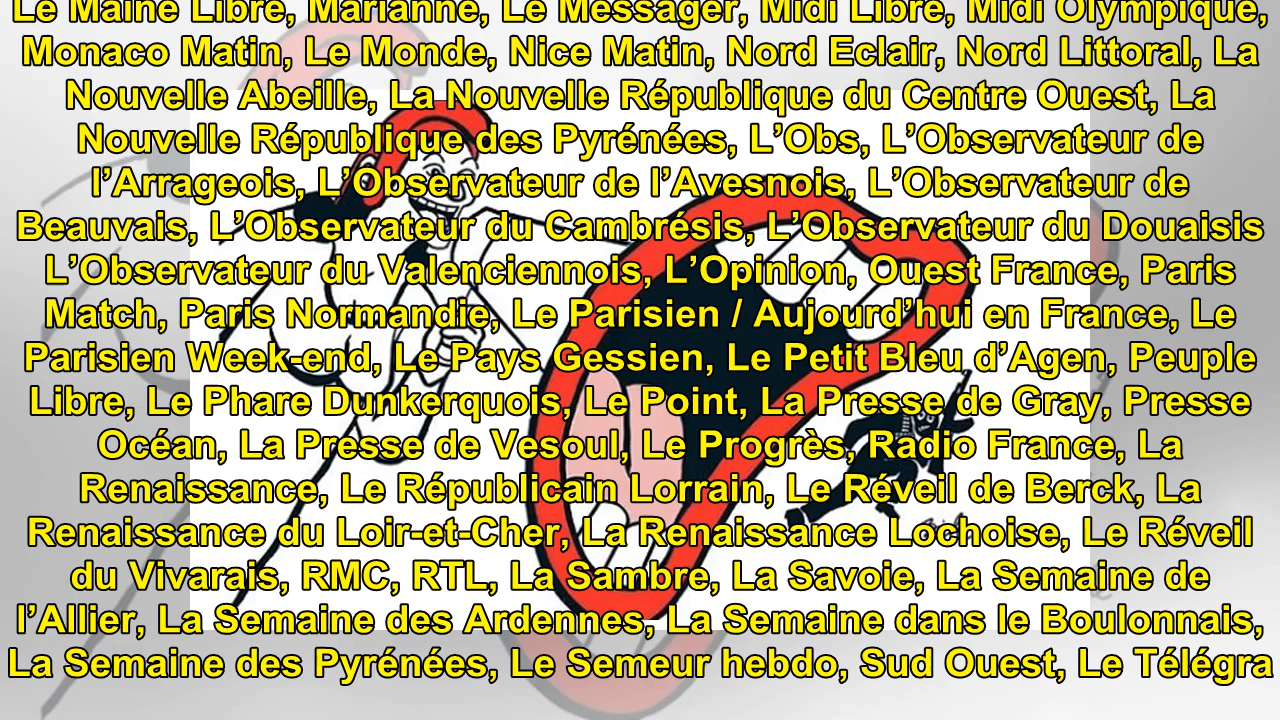 Le Maine Libre, Marianne, Le Messager, Midi Libre, Midi Olympique,
Monaco Matin, Le Monde, Nice Matin, Nord Eclair, Nord Littoral, La
Nouvelle Abeille, La Nouvelle République du Centre Ouest, La
Nouvelle République des Pyrénées, L’Obs, L’Observateur de
l’Arrageois, L’Observateur de l’Avesnois, L’Observateur de
Beauvais, L’Observateur du Cambrésis, L’Observateur du Douaisis
L’Observateur du Valenciennois, L’Opinion, Ouest France, Paris
Match, Paris Normandie, Le Parisien / Aujourd’hui en France, Le
Parisien Week-end, Le Pays Gessien, Le Petit Bleu d’Agen, Peuple
Libre, Le Phare Dunkerquois, Le Point, La Presse de Gray, Presse
Océan, La Presse de Vesoul, Le Progrès, Radio France, La
Renaissance, Le Républicain Lorrain, Le Réveil de Berck, La
Renaissance du Loir-et-Cher, La Renaissance Lochoise, Le Réveil
du Vivarais, RMC, RTL, La Sambre, La Savoie, La Semaine de
l’Allier, La Semaine des Ardennes, La Semaine dans le Boulonnais,
La Semaine des Pyrénées, Le Semeur hebdo, Sud Ouest, Le Télégra